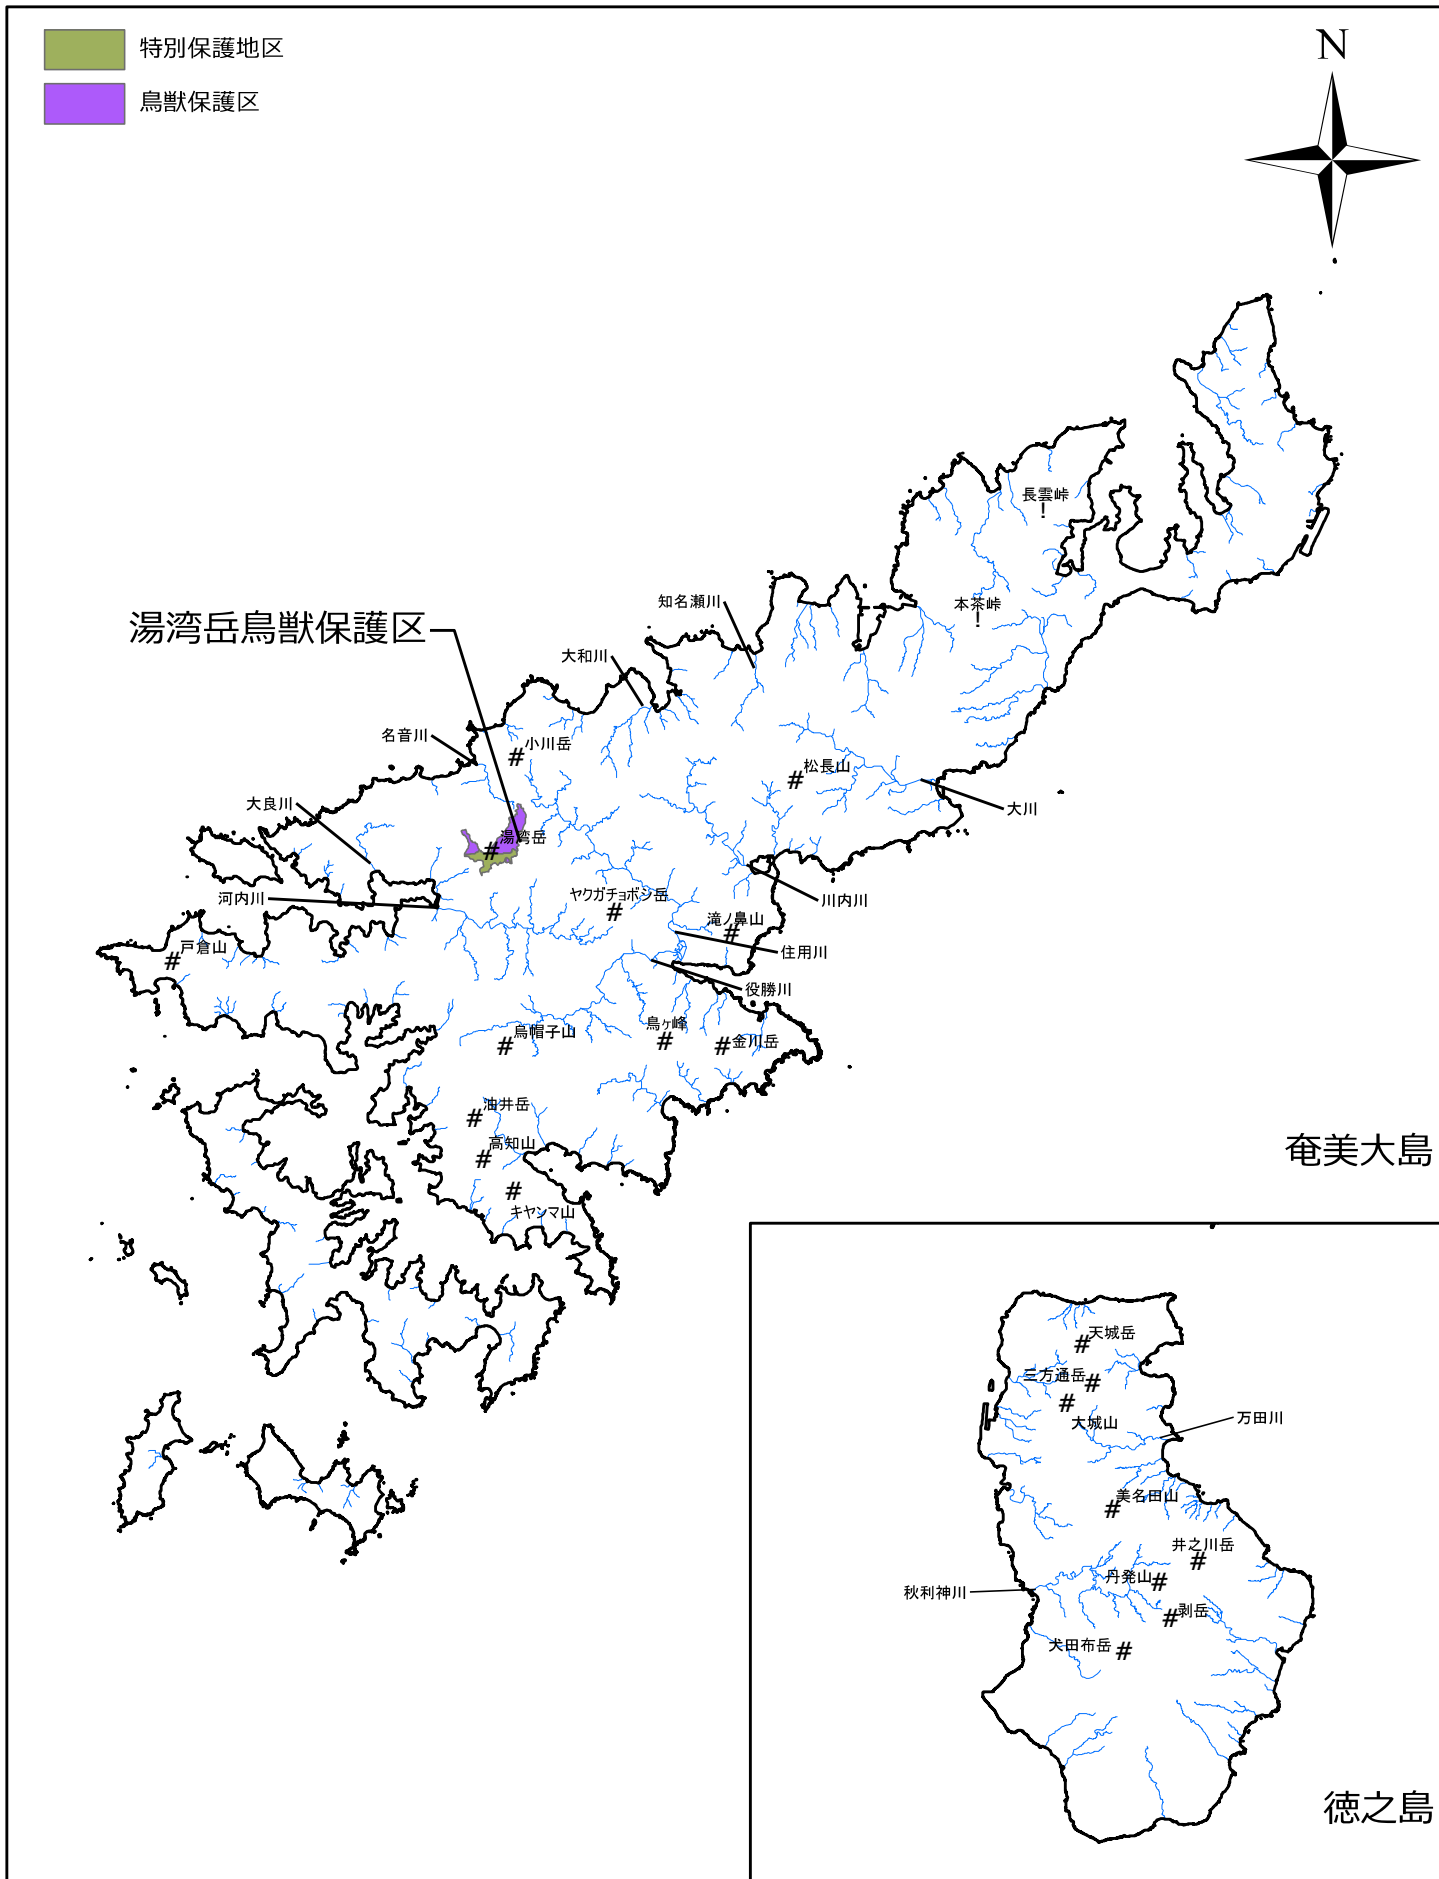 特別保護地区
鳥獣保護区
N
長雲峠
本茶峠
知名瀬川
湯湾岳鳥獣保護区
大和川
名音川
小川岳
松長山
大良川
大川
湯湾岳
河内川
ヤクガチョボシ岳
川内川
滝ノ鼻山
戸倉山
住用川
役勝川
烏帽子山
鳥ヶ峰
金川岳
油井岳
高知山
キャンマ山
奄美大島
天城岳
三方通岳
大城山
万田川
美名田山
井之川岳
丹発山
秋利神川
剥岳
犬田布岳
徳之島